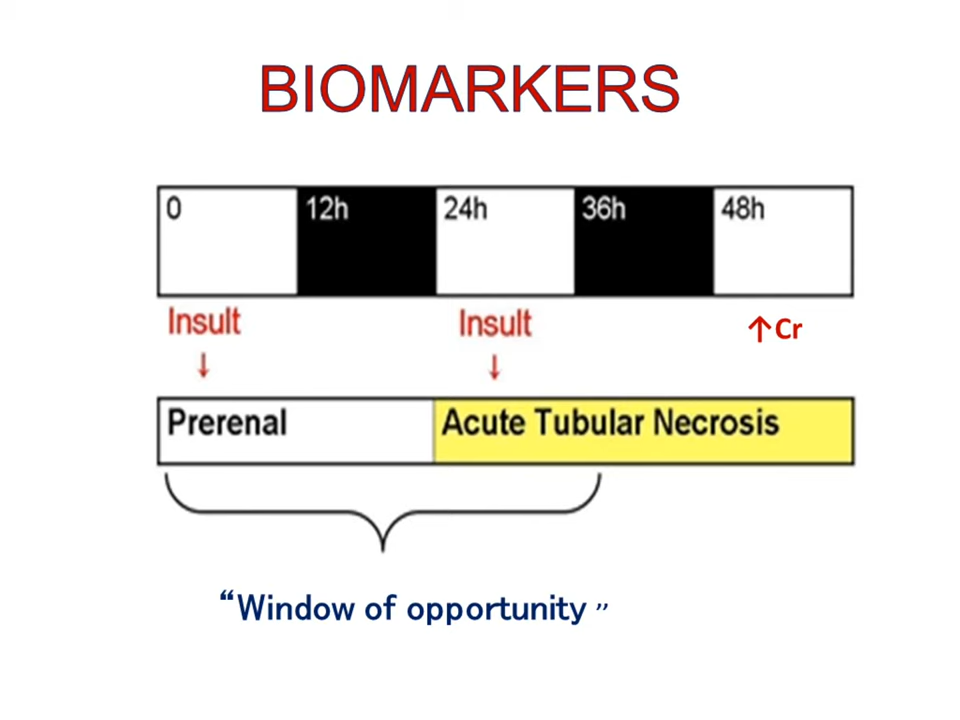 BIOMARKERS
0 12h 24h 36h 48h
Insult Insult ↑Cr
↓ ↓
Prerenal Acute Tubular Necrosis
“Window of opportunity”